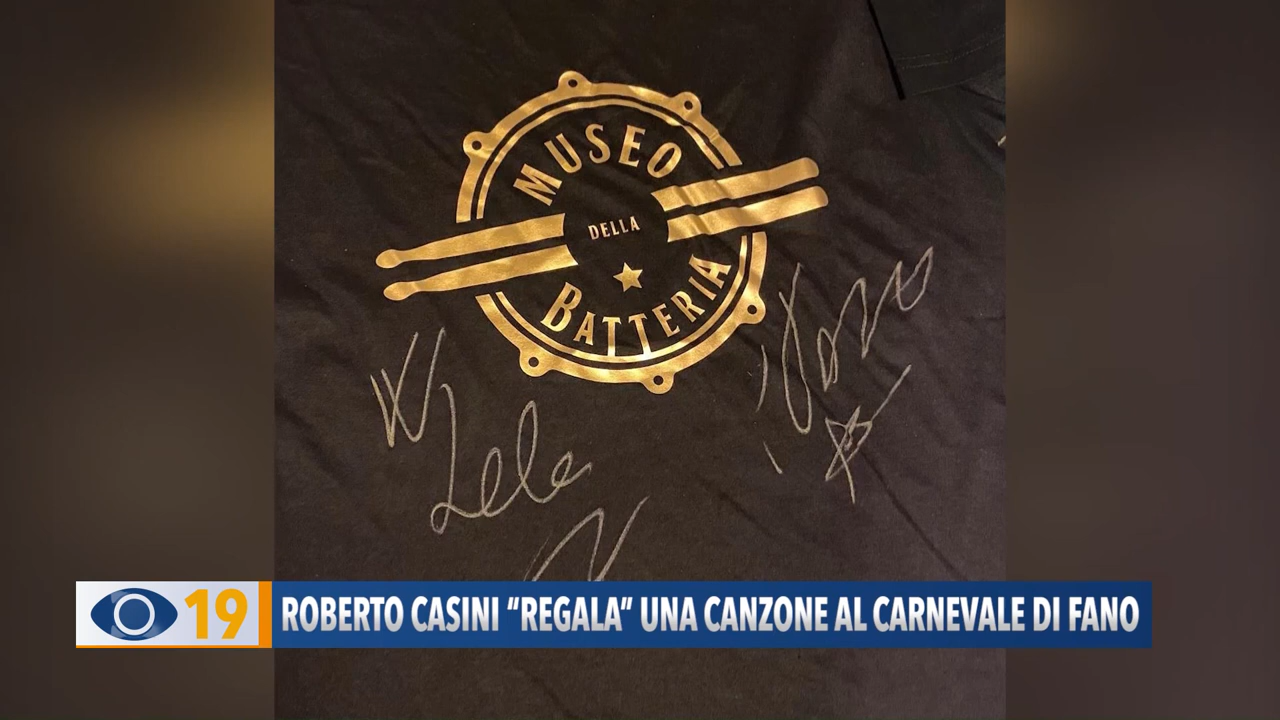 MUSEO
DELLA
BATTERIA
W Lele
19
ROBERTO CASINI “REGALA” UNA CANZONE AL CARNEVALE DI FANO